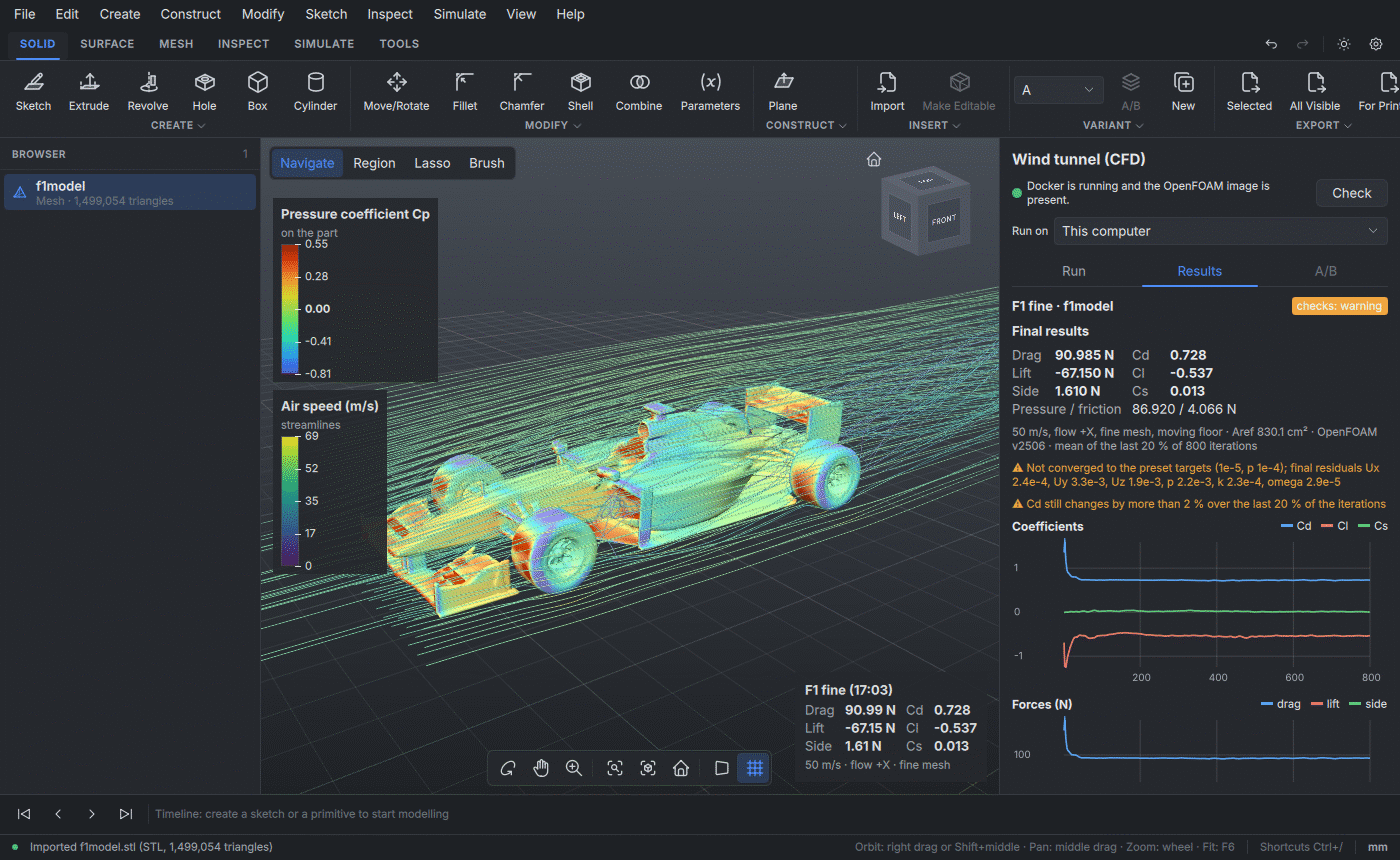 File Edit Create Construct Modify Sketch Inspect Simulate View Help
SOLID SURFACE MESH INSPECT SIMULATE TOOLS
Sketch Extrude Revolve Hole Box Cylinder Move/Rotate Fillet Chamfer Shell Combine Parameters Plane Import Make Editable A A/B New Selected All Visible For Print
CREATE MODIFY CONSTRUCT INSERT VARIANT EXPORT
BROWSER 1
f1model
Mesh · 1,499,054 triangles
Navigate Region Lasso Brush
LEFT FRONT
Pressure coefficient Cp
on the part
0.55
0.28
0.00
-0.41
-0.81
Air speed (m/s)
streamlines
69
52
35
17
0
F1 fine (17:03)
Drag 90.99 N Cd 0.728
Lift -67.15 N Cl -0.537
Side 1.61 N Cs 0.013
50 m/s · flow +X · fine mesh
Wind tunnel (CFD)
Docker is running and the OpenFOAM image is
present.
Check
Run on This computer
Run Results A/B
F1 fine · f1model checks: warning
Final results
Drag 90.985 N Cd 0.728
Lift -67.150 N Cl -0.537
Side 1.610 N Cs 0.013
Pressure / friction 86.920 / 4.066 N
50 m/s, flow +X, fine mesh, moving floor · Aref 830.1 cm² · OpenFOAM
v2506 · mean of the last 20 % of 800 iterations
Not converged to the preset targets (1e-5, p 1e-4); final residuals Ux
2.4e-4, Uy 3.3e-3, Uz 1.9e-3, p 2.2e-3, k 2.3e-4, omega 2.9e-5
Cd still changes by more than 2 % over the last 20 % of the iterations
Coefficients Cd Cl Cs
1
0
-1
200 400 600 800
Forces (N) drag lift side
100
Timeline: create a sketch or a primitive to start modelling
Imported f1model.stl (STL, 1,499,054 triangles) Orbit: right drag or Shift+middle · Pan: middle drag · Zoom: wheel · Fit: F6 Shortcuts Ctrl+/ mm